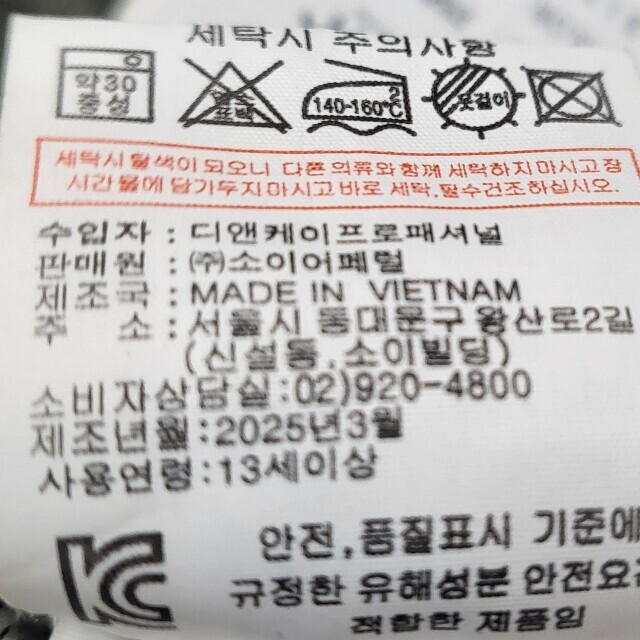 세탁시 주의사항
약30
중성
염소
표백
2
140-160℃
옷걸이
세탁시 탈색이 되오니 다른 의류와 함께 세탁하지마시고 장
시간 물에 담가두지마시고 바로 세탁, 탈수건조하십시오.
수입자 : 디앤케이프로패셔널
판매원 : ㈜소이어페럴
제조국 : MADE IN VIETNAM
주 소 : 서울시 동대문구 왕산로2길
(신설동,소이빌딩)
소비자상담실:02)920-4800
제조년월:2025년3월
사용연령:13세이상
안전,품질표시 기준에
규정한 유해성분 안전요
적합한 제품임